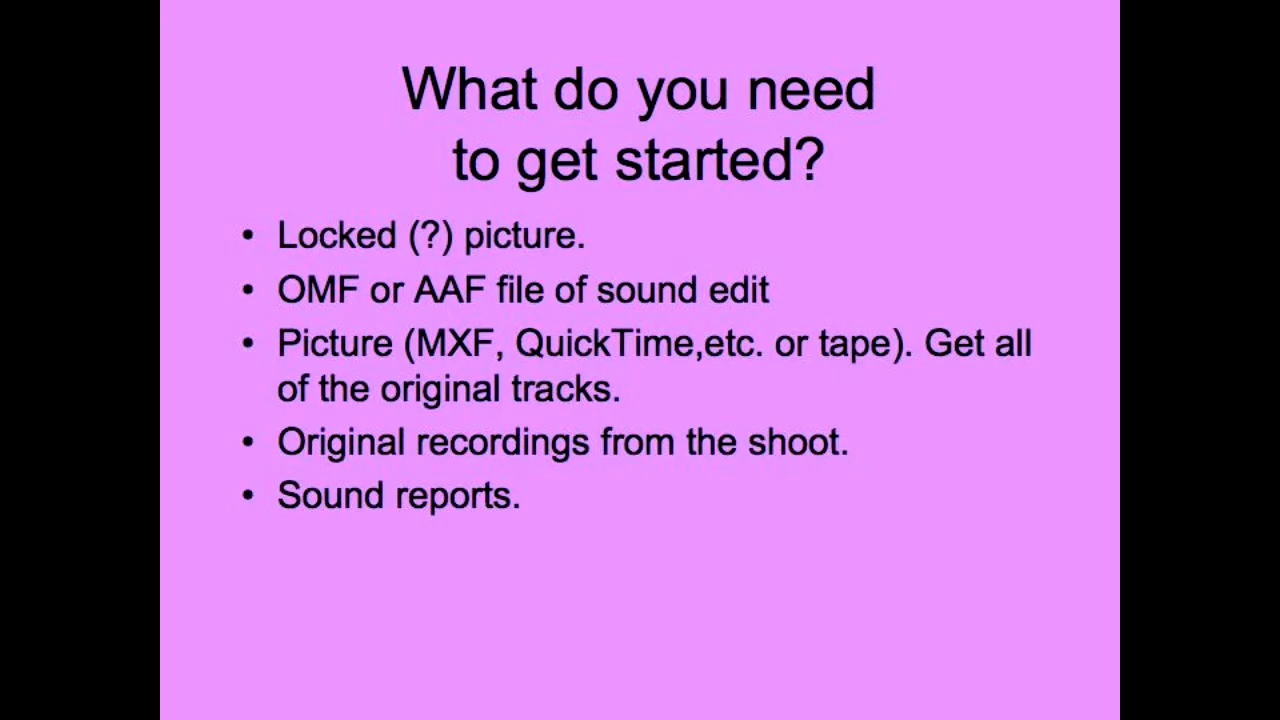 What do you need
to get started?
• Locked (?) picture.
• OMF or AAF file of sound edit
• Picture (MXF, QuickTime,etc. or tape). Get all
of the original tracks.
• Original recordings from the shoot.
• Sound reports.